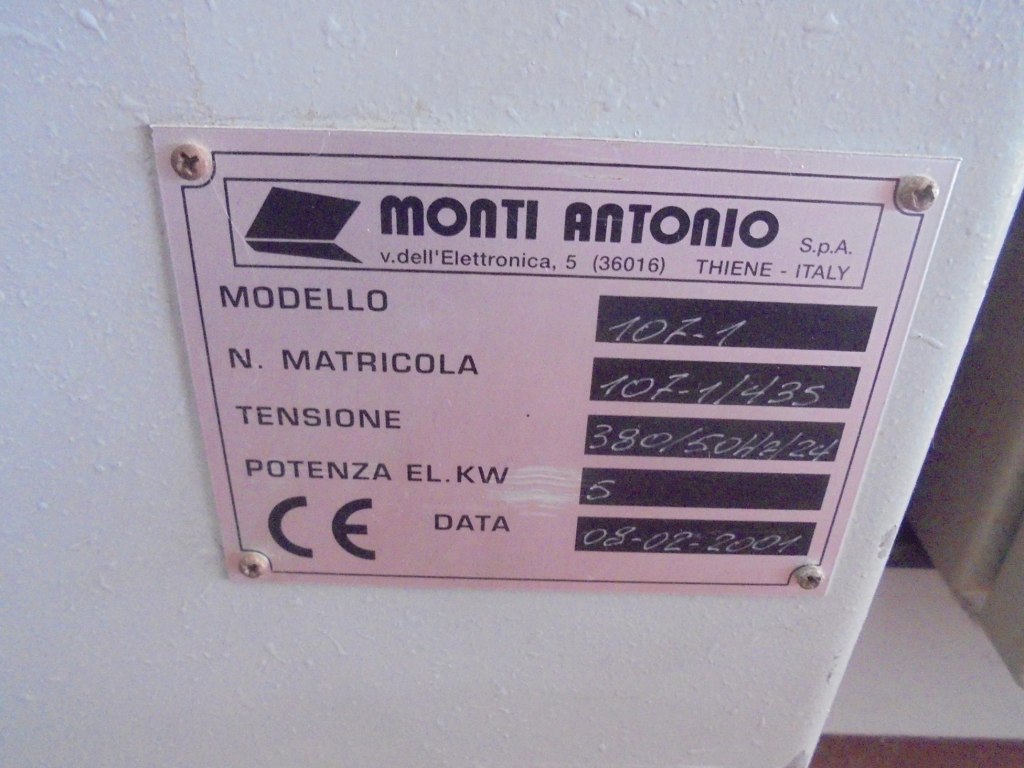 MONTI ANTONIO S.p.A.
v.dell'Elettronica, 5 (36016) THIENE - ITALY
MODELLO 107-1
N. MATRICOLA 107-1/435
TENSIONE 380/50Hz/24
POTENZA EL.KW 5
CE DATA 08-02-2001